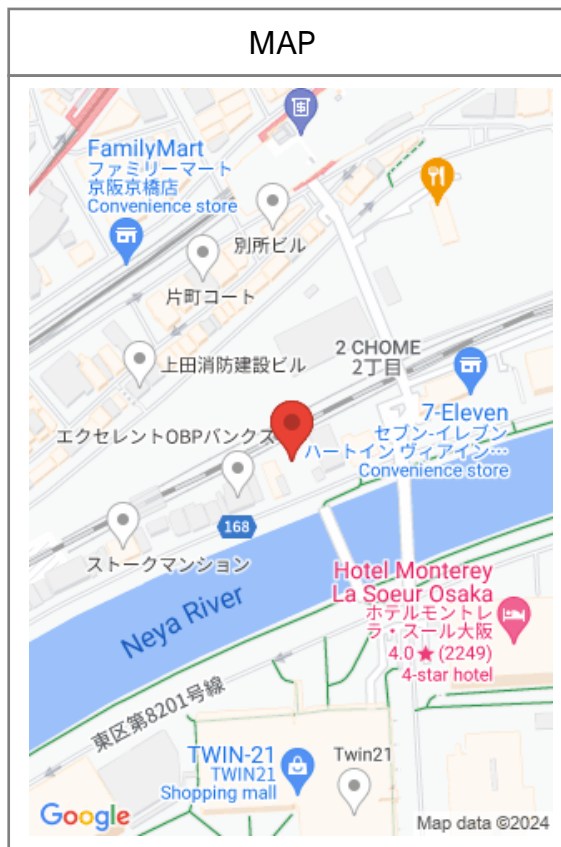 MAP
FamilyMart
ファミリーマート
京阪京橋店
Convenience store
別所ビル
片町コート
上田消防建設ビル
2 CHOME
2丁目
7-Eleven
セブン-イレブン
ハートイン ヴィアイン…
Convenience store
エクセレントOBPバンクス
168
ストークマンション
Neya River
Hotel Monterey
La Soeur Osaka
ホテルモントレ
ラ・スール大阪
4.0★(2249)
4-star hotel
東区第8201号線
TWIN-21
TWIN21
Shopping mall
Twin21
Google
Map data ©2024